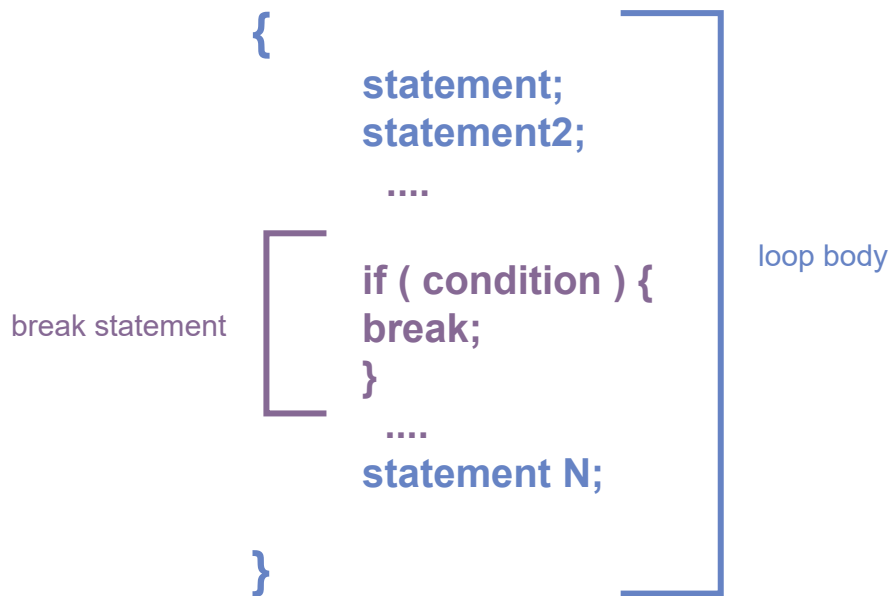 {
statement;
statement2;
....
loop body
if ( condition ) {
break statement
break;
}
....
statement N;
}